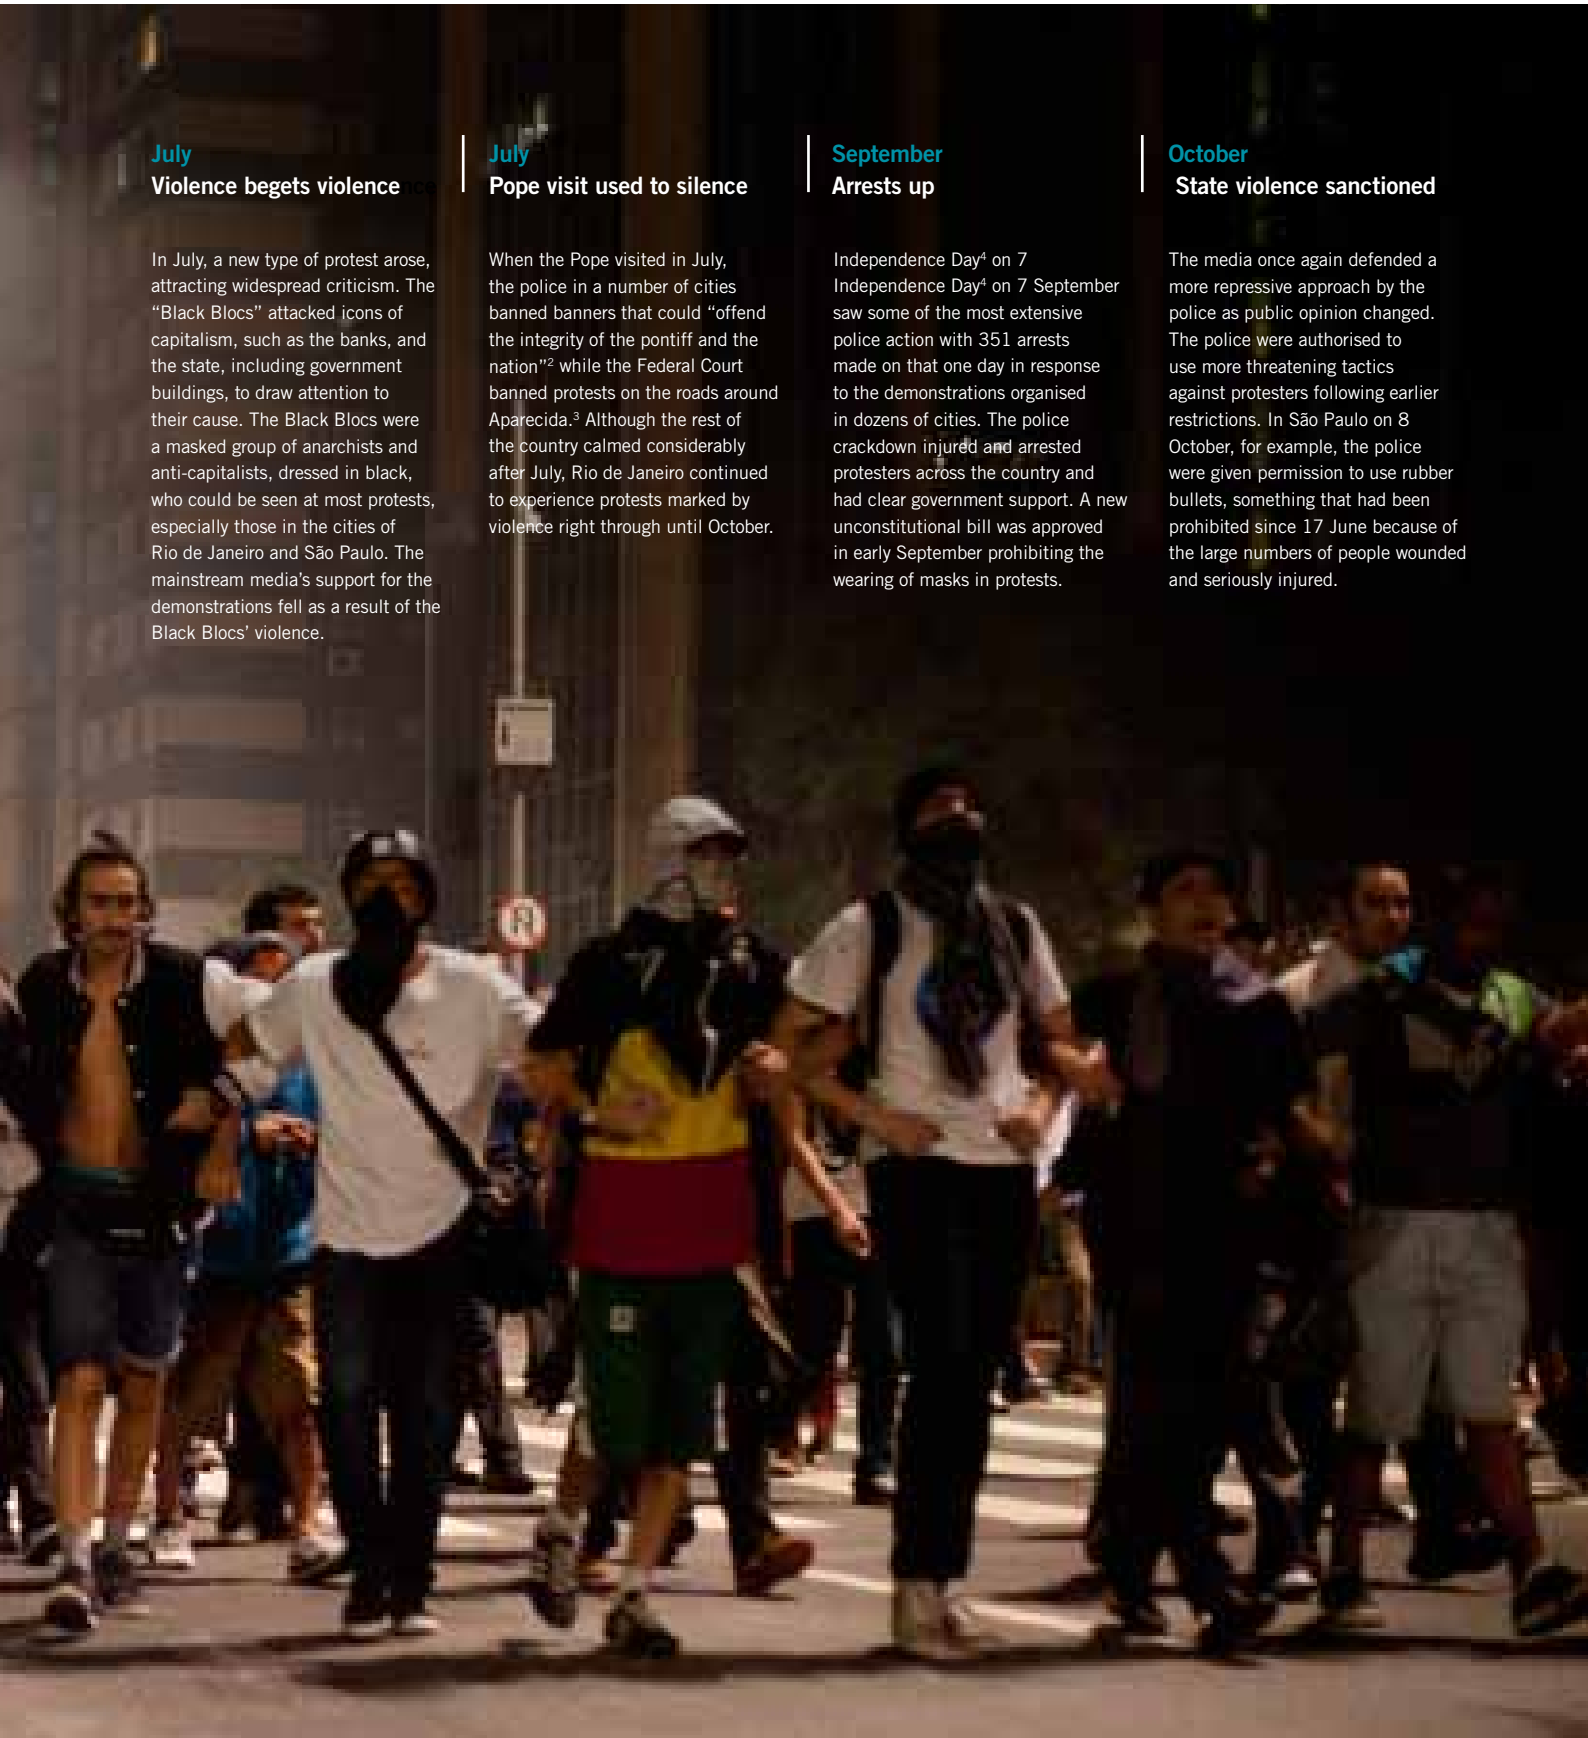 July
Violence begets violence
In July, a new type of protest arose,
attracting widespread criticism. The
“Black Blocs” attacked icons of
capitalism, such as the banks, and
the state, including government
buildings, to draw attention to
their cause. The Black Blocs were
a masked group of anarchists and
anti-capitalists, dressed in black,
who could be seen at most protests,
especially those in the cities of
Rio de Janeiro and São Paulo. The
mainstream media’s support for the
demonstrations fell as a result of the
Black Blocs’ violence.
July
Pope visit used to silence
When the Pope visited in July,
the police in a number of cities
banned banners that could “offend
the integrity of the pontiff and the
nation”² while the Federal Court
banned protests on the roads around
Aparecida.³ Although the rest of
the country calmed considerably
after July, Rio de Janeiro continued
to experience protests marked by
violence right through until October.
September
Arrests up
Independence Day⁴ on 7
Independence Day⁴ on 7 September
saw some of the most extensive
police action with 351 arrests
made on that one day in response
to the demonstrations organised
in dozens of cities. The police
crackdown injured and arrested
protesters across the country and
had clear government support. A new
unconstitutional bill was approved
in early September prohibiting the
wearing of masks in protests.
October
State violence sanctioned
The media once again defended a
more repressive approach by the
police as public opinion changed.
The police were authorised to
use more threatening tactics
against protesters following earlier
restrictions. In São Paulo on 8
October, for example, the police
were given permission to use rubber
bullets, something that had been
prohibited since 17 June because of
the large numbers of people wounded
and seriously injured.